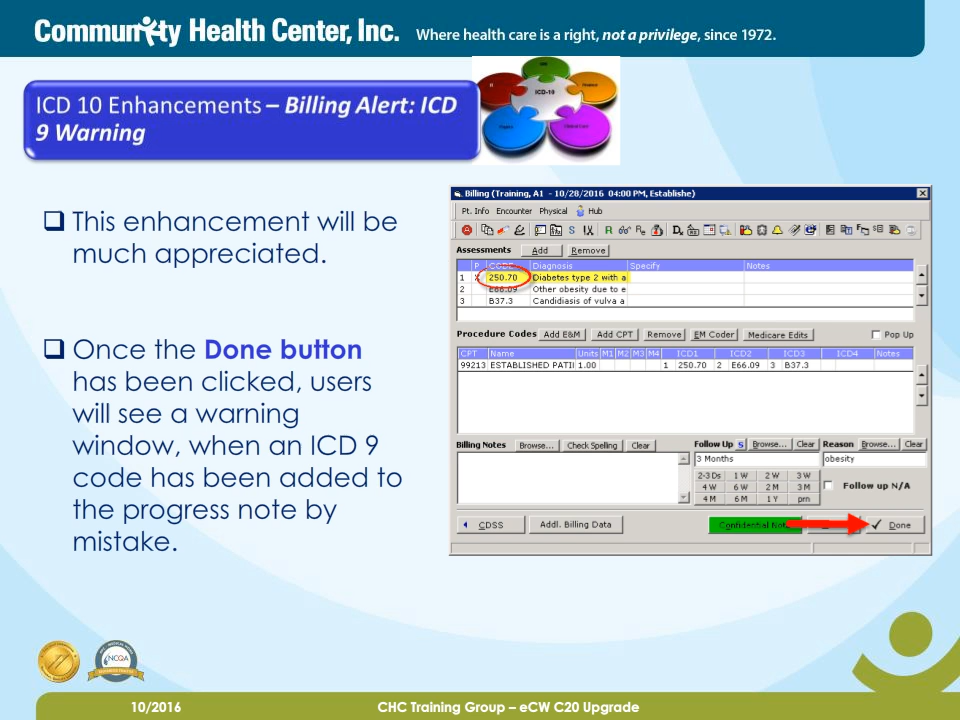 Community Health Center, Inc. Where health care is a right, not a privilege, since 1972.
ICD 10 Enhancements – Billing Alert: ICD
9 Warning
ICD-10
❑ This enhancement will be
much appreciated.
❑ Once the Done button
has been clicked, users
will see a warning
window, when an ICD 9
code has been added to
the progress note by
mistake.
Billing (Training, A1 - 10/28/2016 04:00 PM, Establishe)
Pt. Info Encounter Physical Hub
Assessments Add Remove
P. CODE Diagnosis Specify Notes
1 X 250.70 Diabetes type 2 with a
2 E66.09 Other obesity due to e
3 B37.3 Candidiasis of vulva a
Procedure Codes Add E&M Add CPT Remove EM Coder Medicare Edits Pop Up
CPT Name Units M1 M2 M3 M4 ICD1 ICD2 ICD3 ICD4 Notes
99213 ESTABLISHED PATII 1.00 1 250.70 2 E66.09 3 B37.3
Billing Notes Browse... Check Spelling Clear Follow Up S Browse... Clear Reason Browse... Clear
3 Months obesity
2-3 Ds 1 W 2 W 3 W
4 W 6 W 2 M 3 M Follow up N/A
4 M 6 M 1 Y prn
CDSS Addl. Billing Data Confidential Note Done
NCQA
10/2016 CHC Training Group – eCW C20 Upgrade